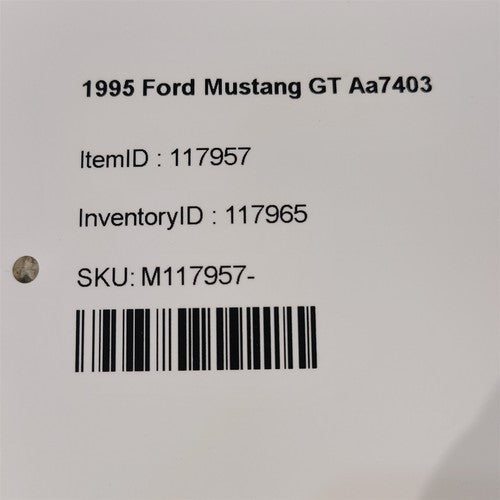 1995 Ford Mustang GT Aa7403
ItemID : 117957
InventoryID : 117965
SKU: M117957-